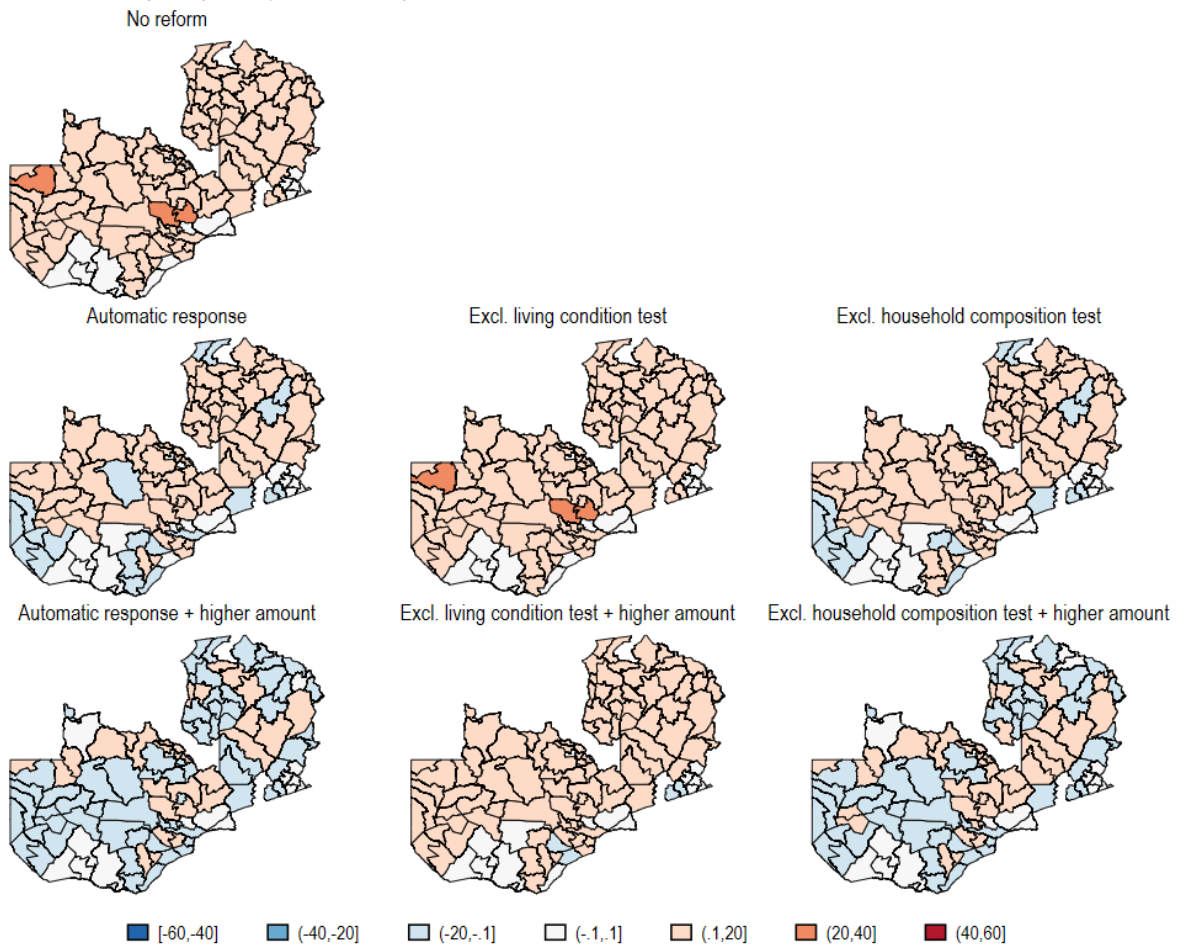 No reform
Automatic response
Excl. living condition test
Excl. household composition test
Automatic response + higher amount
Excl. living condition test + higher amount
Excl. household composition test + higher amount
[-60,-40]
(-40,-20]
(-20,-.1]
(-.1,.1]
(.1,20]
(20,40]
(40,60]